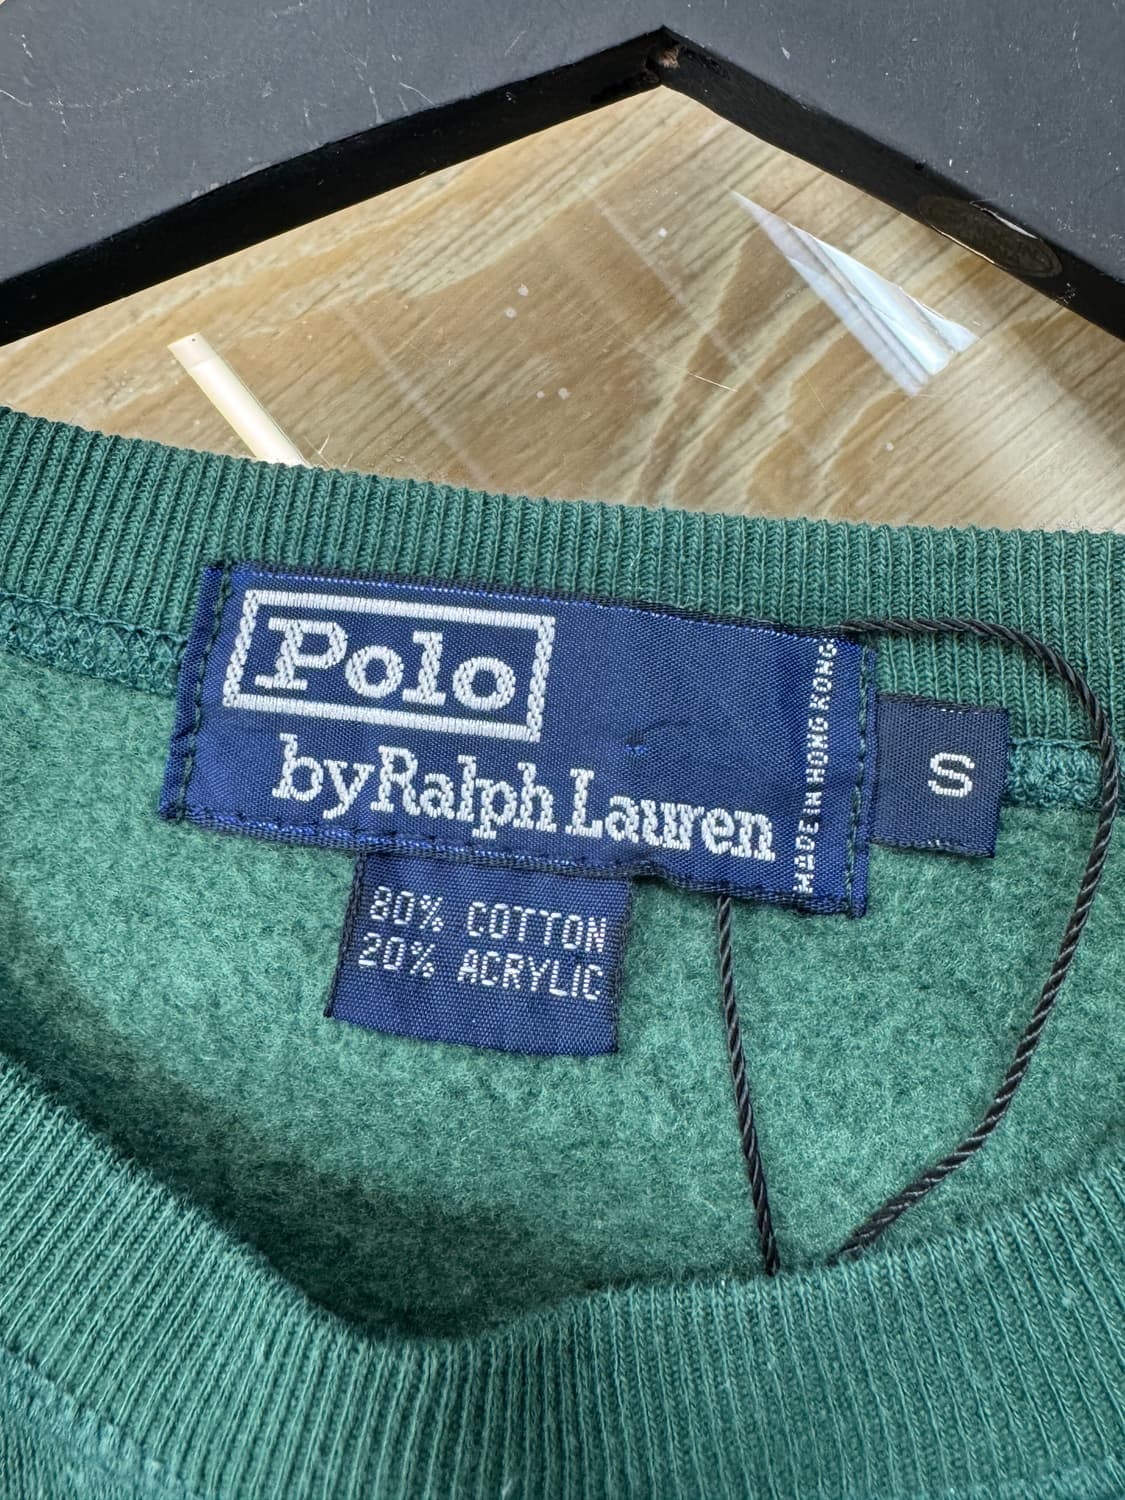 Polo
by Ralph Lauren
MADE IN HONG KONG
S
80% COTTON
20% ACRYLIC